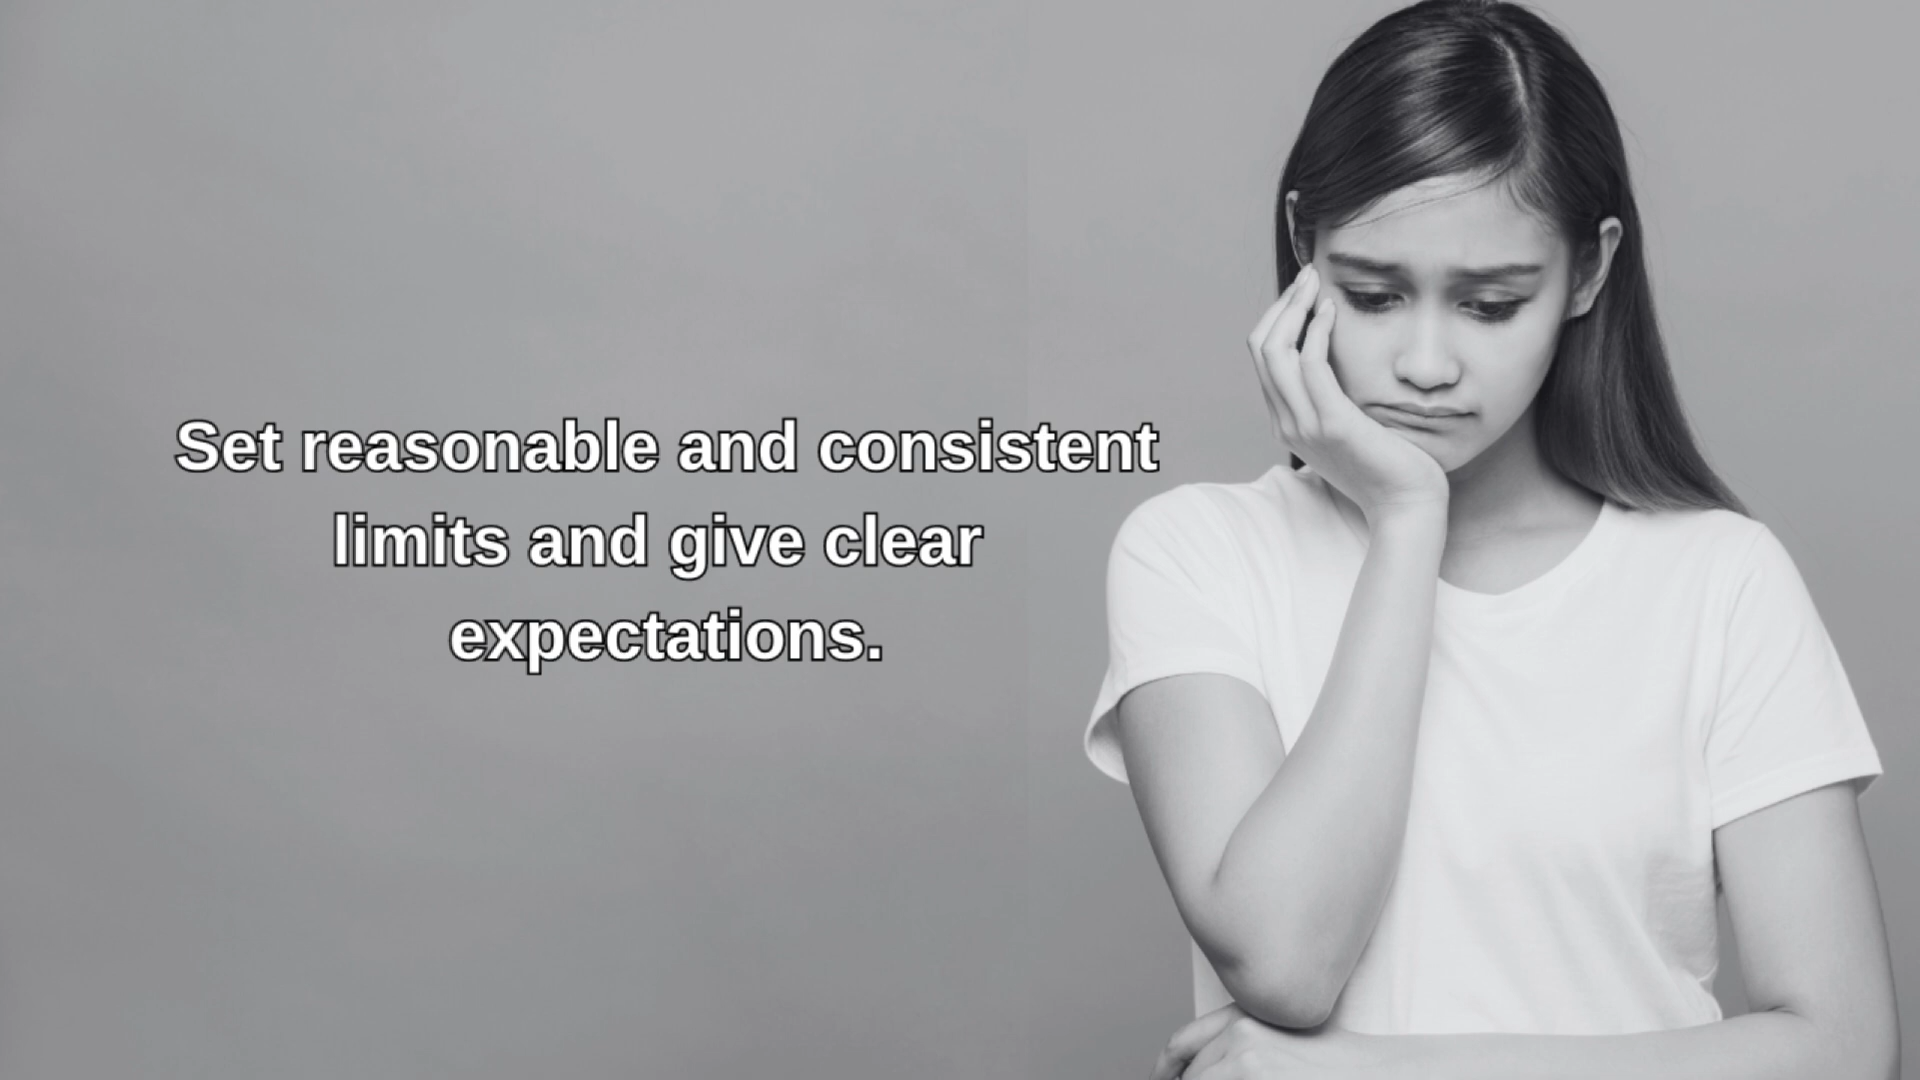 Set reasonable and consistent
limits and give clear
expectations.